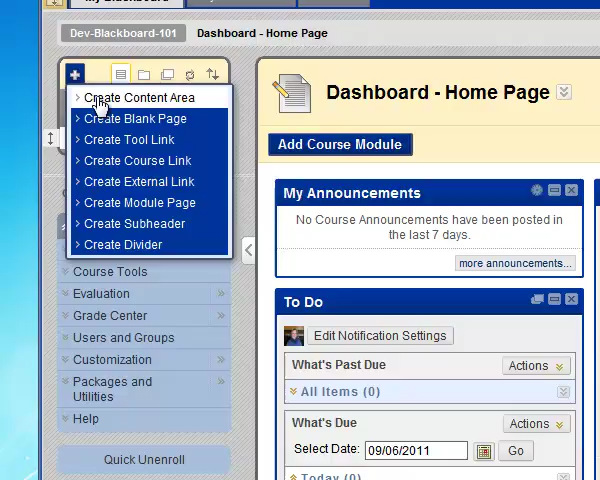 Dev-Blackboard-101 Dashboard - Home Page
Create Content Area
Create Blank Page
Create Tool Link
Create Course Link
Create External Link
Create Module Page
Create Subheader
Create Divider
Course Tools
Evaluation
Grade Center
Users and Groups
Customization
Packages and
Utilities
Help
Quick Unenroll
Dashboard - Home Page
Add Course Module
My Announcements
No Course Announcements have been posted in
the last 7 days.
more announcements...
To Do
Edit Notification Settings
What's Past Due Actions
All Items (0)
What's Due Actions
Select Date: 09/06/2011 Go
Today (0)